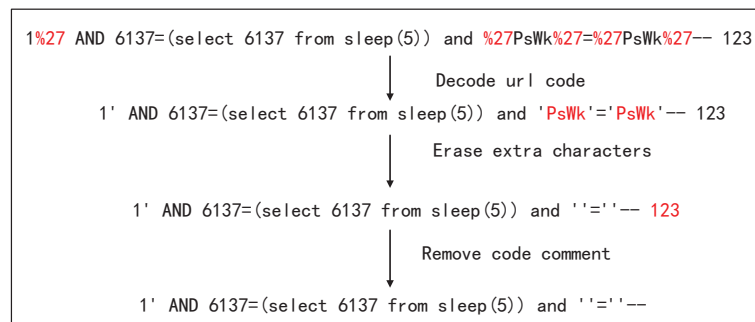 1%27 AND 6137=(select 6137 from sleep(5)) and %27PsWk%27=%27PsWk%27-- 123
Decode url code
1' AND 6137=(select 6137 from sleep(5)) and 'PsWk'='PsWk'-- 123
Erase extra characters
1' AND 6137=(select 6137 from sleep(5)) and ''=''-- 123
Remove code comment
1' AND 6137=(select 6137 from sleep(5)) and ''=''--